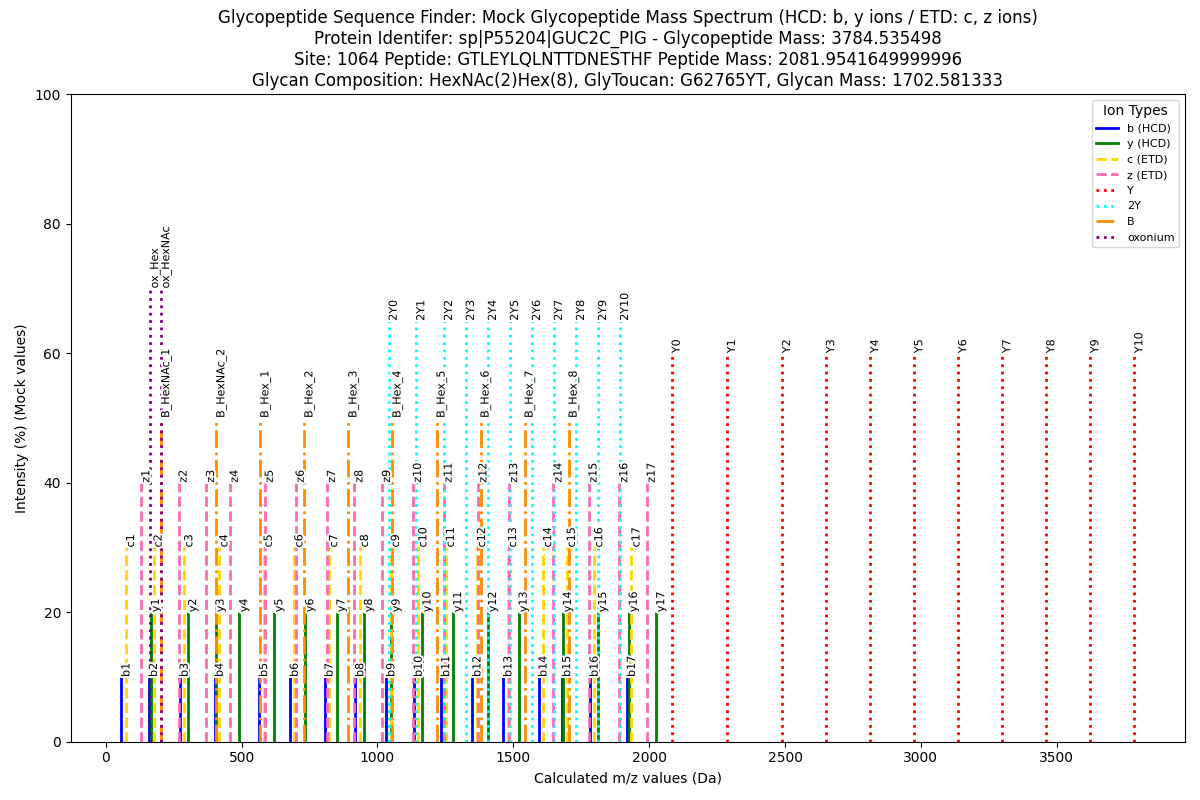 Glycopeptide Sequence Finder: Mock Glycopeptide Mass Spectrum (HCD: b, y ions / ETD: c, z ions)
Protein Identifer: sp|P55204|GUC2C_PIG - Glycopeptide Mass: 3784.535498
Site: 1064 Peptide: GTLEYLQLNTTDNESTHF Peptide Mass: 2081.9541649999996
Glycan Composition: HexNAc(2)Hex(8), GlyToucan: G62765YT, Glycan Mass: 1702.581333
Ion Types
b (HCD)
y (HCD)
c (ETD)
z (ETD)
Y
2Y
B
oxonium
Intensity (%) (Mock values)
100
80
60
40
20
0
ox_Hex
ox_HexNAc
2Y0
2Y1
2Y2
2Y3
2Y4
2Y5
2Y6
2Y7
2Y8
2Y9
2Y10
Y0
Y1
Y2
Y3
Y4
Y5
Y6
Y7
Y8
Y9
Y10
B_HexNAc_1
B_HexNAc_2
B_Hex_1
B_Hex_2
B_Hex_3
B_Hex_4
B_Hex_5
B_Hex_6
B_Hex_7
B_Hex_8
z1
z2
z3
z4
z5
z6
z7
z8
z9
z10
z11
z12
z13
z14
z15
z16
z17
c1
c2
c3
c4
c5
c6
c7
c8
c9
c10
c11
c12
c13
c14
c15
c16
c17
y1
y2
y3
y4
y5
y6
y7
y8
y9
y10
y11
y12
y13
y14
y15
y16
y17
b1
b2
b3
b4
b5
b6
b7
b8
b9
b10
b11
b12
b13
b14
b15
b16
b17
0
500
1000
1500
2000
2500
3000
3500
Calculated m/z values (Da)